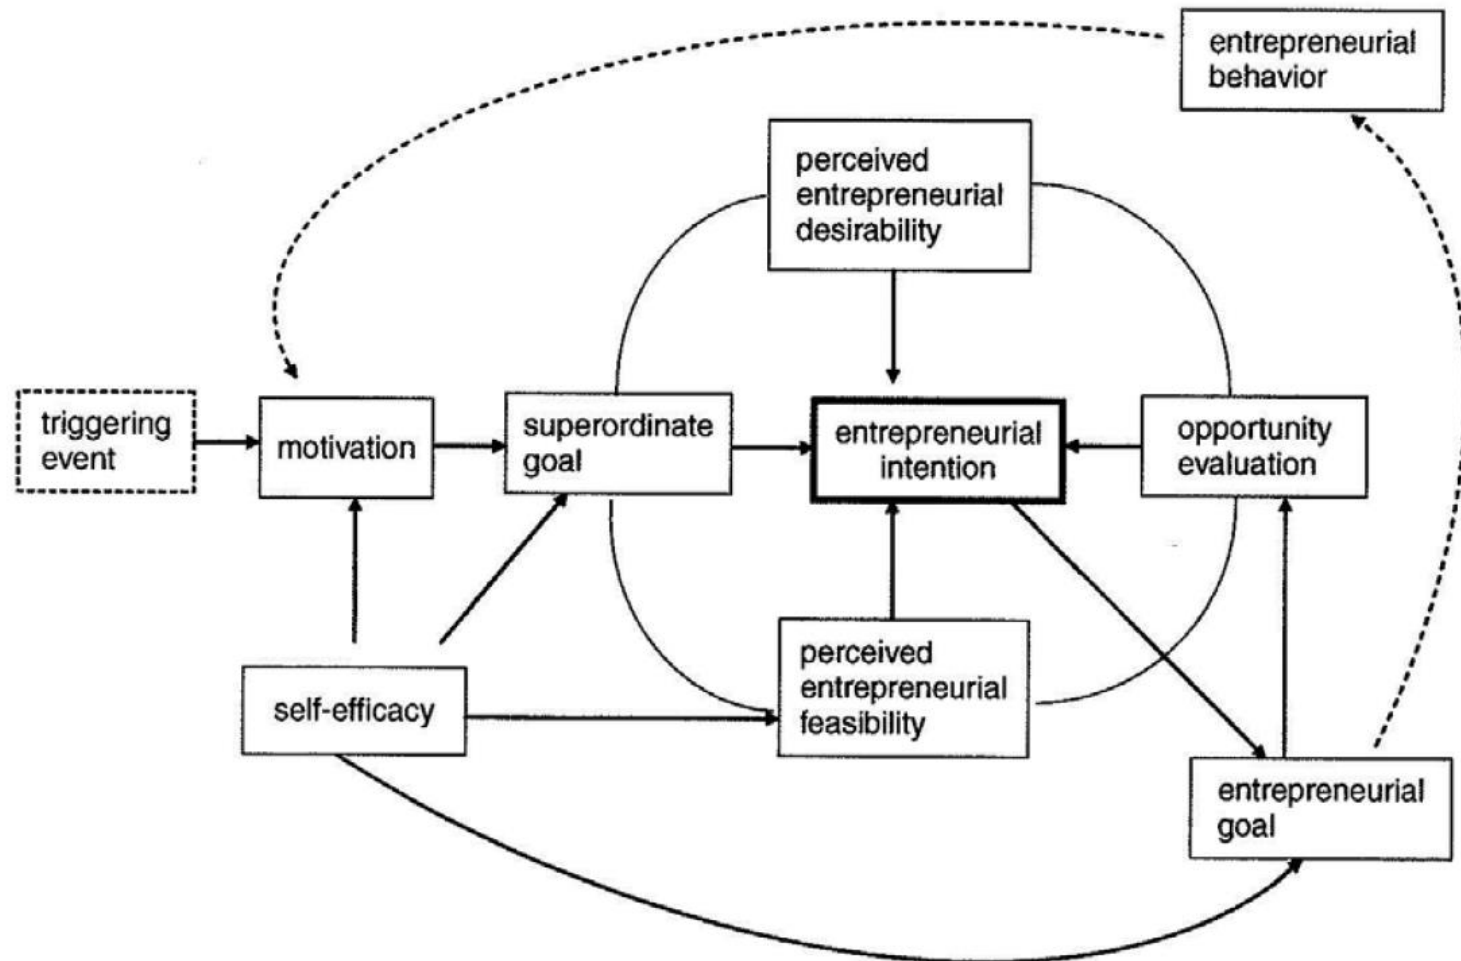 entrepreneurial
behavior
perceived
entrepreneurial
desirability
triggering
event
motivation
superordinate
goal
entrepreneurial
intention
opportunity
evaluation
self-efficacy
perceived
entrepreneurial
feasibility
entrepreneurial
goal